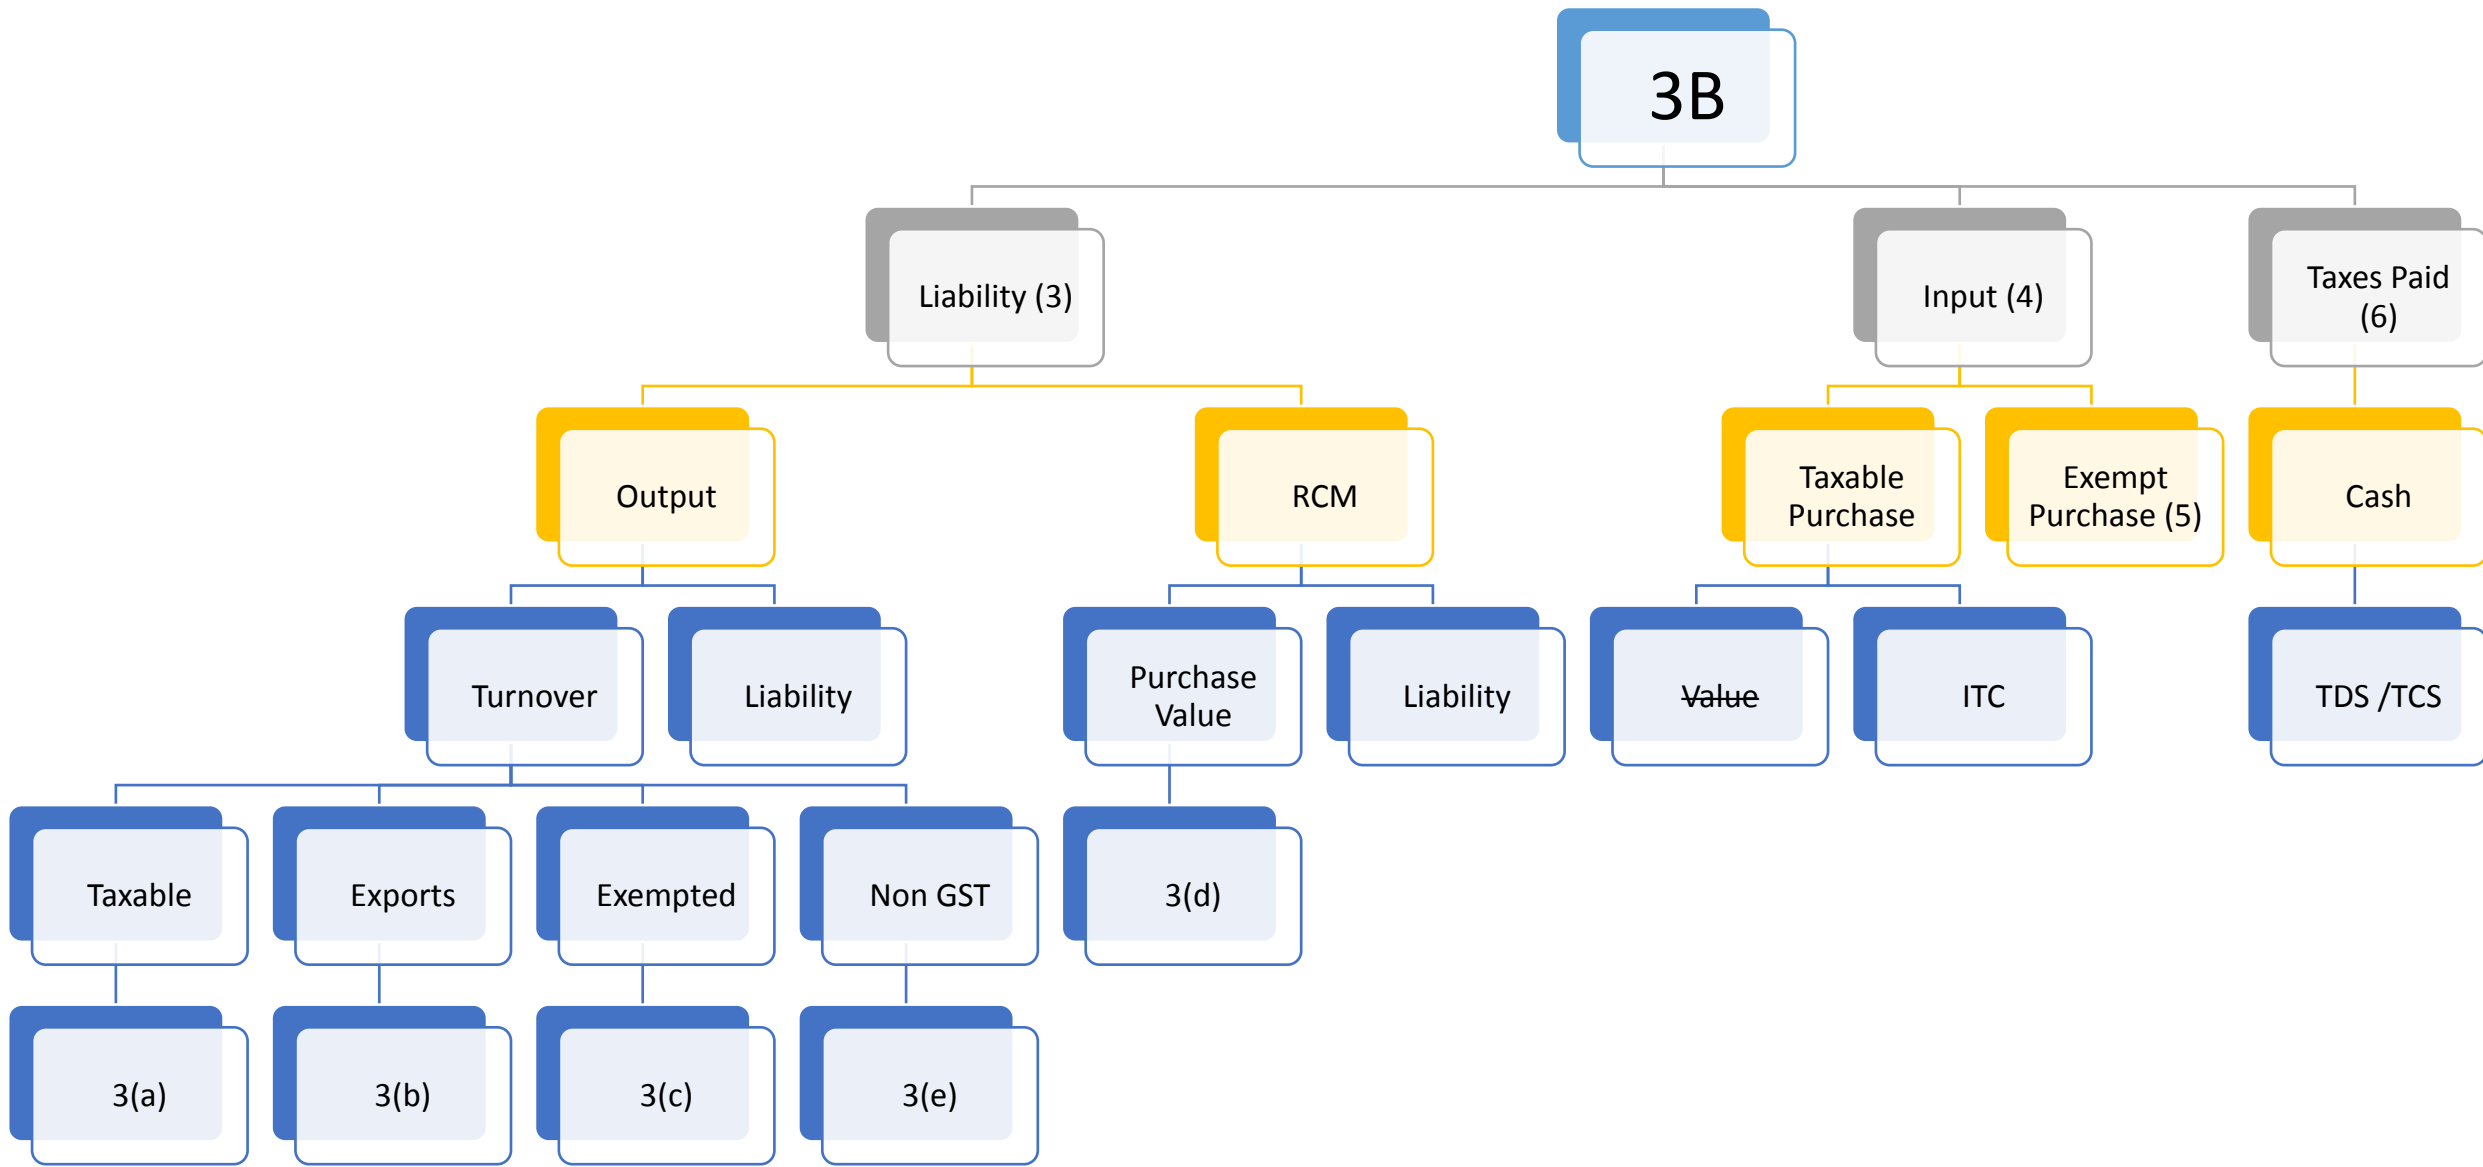 3B
Liability (3)
Input (4)
Taxes Paid
(6)
Output
RCM
Taxable
Purchase
Exempt
Purchase (5)
Cash
Turnover
Liability
Purchase
Value
Liability
Value
ITC
TDS /TCS
Taxable
Exports
Exempted
Non GST
3(d)
3(a)
3(b)
3(c)
3(e)